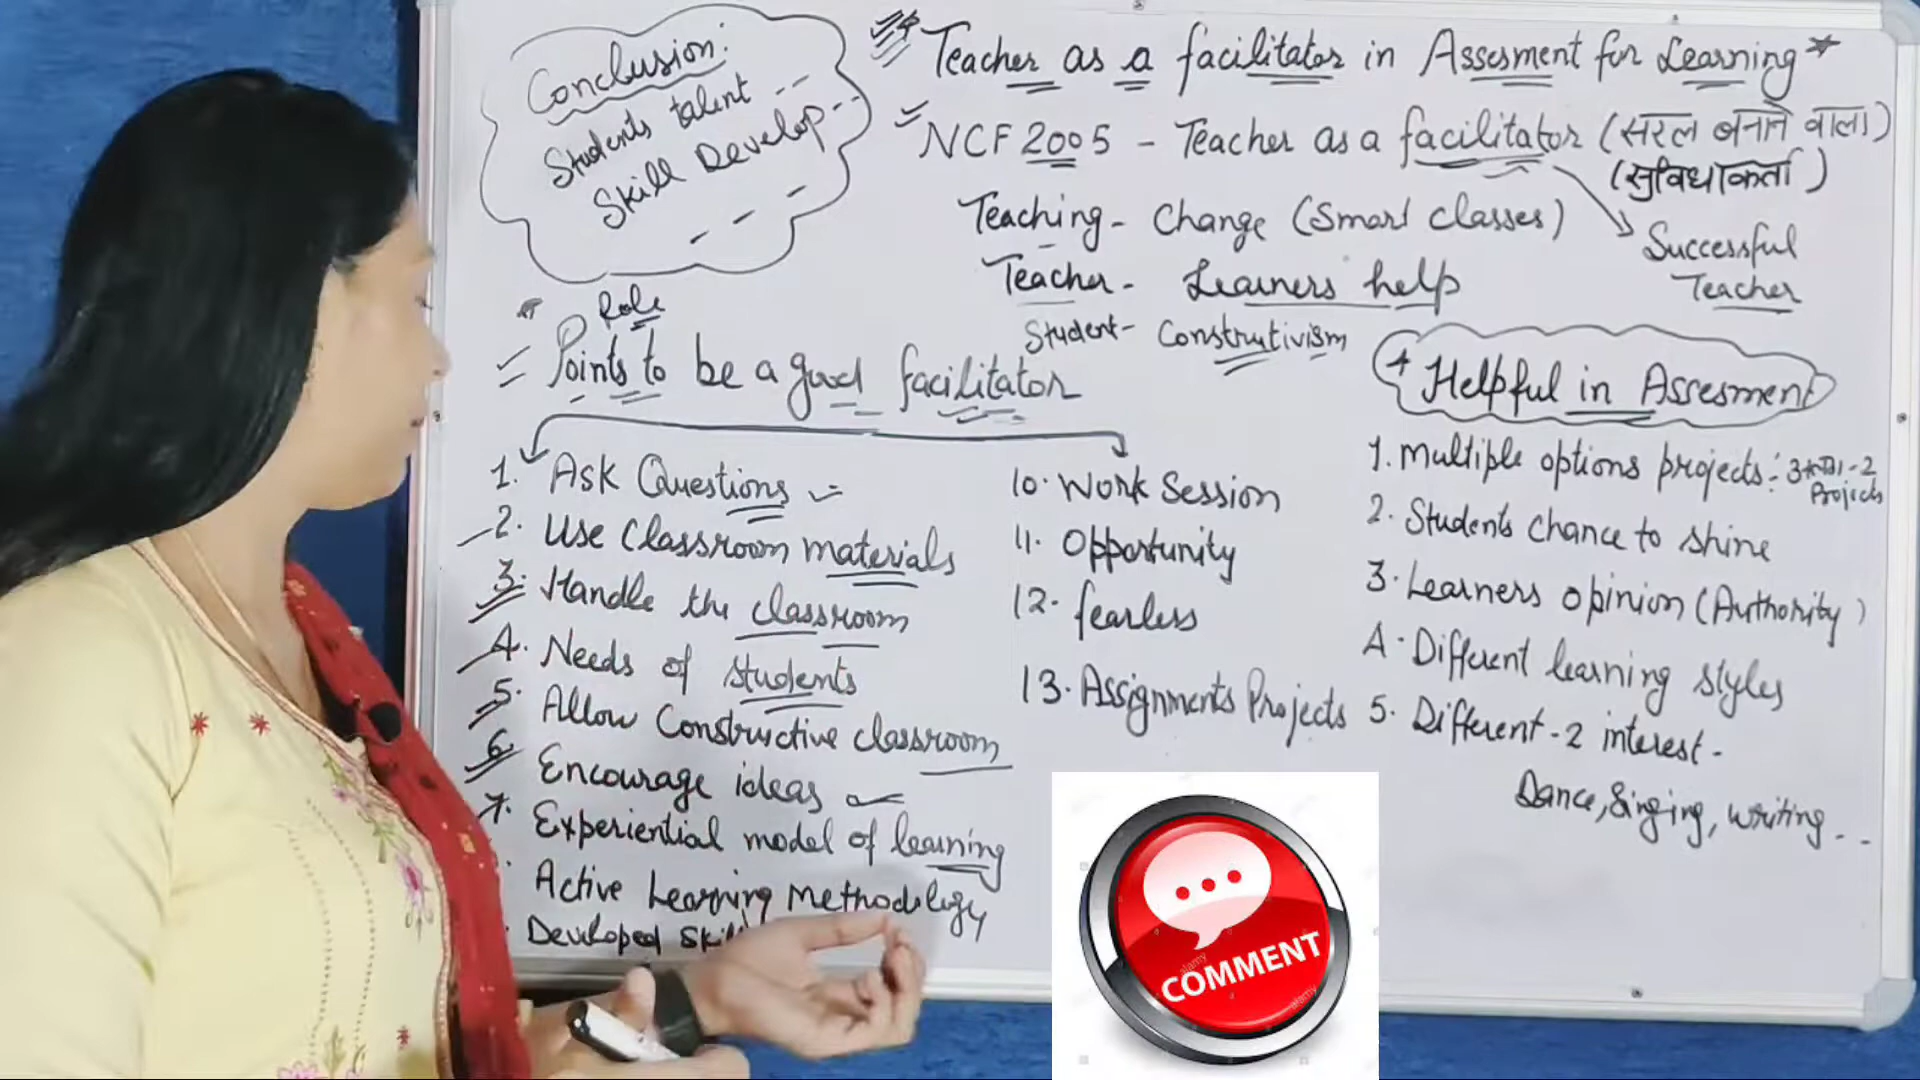 Conclusion:
Students talent
Skill Develop
Teacher as a facilitator in Assesment for Learning
NCF 2005 - Teacher as a facilitator (सरल बनाने वाला)
(सुविधाकर्ता)
Teaching - Change (Smart classes)
Successful
Teacher
Teacher - Learners help
Student - Construtivism
Role
Points to be a good facilitator
1. Ask Questions
2. Use Classroom materials
3. Handle the classroom
4. Needs of students
5. Allow Constructive classroom
6. Encourage ideas
7. Experiential model of learning
Active Learning Methodology
Developed Skill
10. Work Session
11. Opportunity
12. fearless
13. Assignments Projects
Helpful in Assesment
1. Multiple options projects:
Projects
2. Students chance to shine
3. Learners opinion (Authority)
4. Different learning styles
5. Different-2 interest -
Dance, Singing, writing - -
COMMENT
alamy
alamy